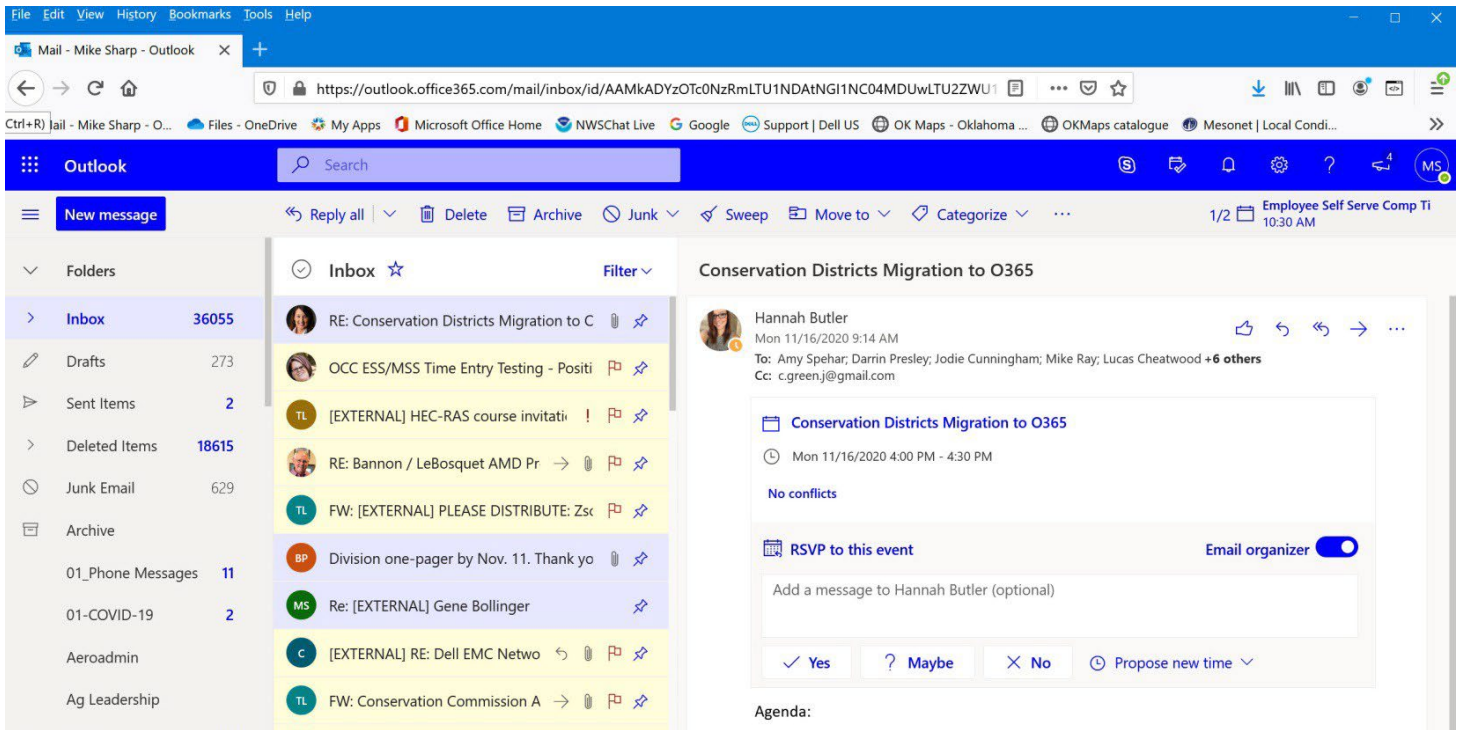 File Edit View History Bookmarks Tools Help
Mail - Mike Sharp - Outlook
https://outlook.office365.com/mail/inbox/id/AAMkADYzOTc0NzRmLTU1NDAtNGI1NC04MDUwLTU2ZWU1
Ctrl+R) ail - Mike Sharp - O... Files - OneDrive My Apps Microsoft Office Home NWSChat Live Google Support | Dell US OK Maps - Oklahoma ... OKMaps catalogue Mesonet | Local Condi...
Outlook Search 4 MS
New message Reply all Delete Archive Junk Sweep Move to Categorize ... 1/2 Employee Self Serve Comp Ti
10:30 AM
Folders
Inbox 36055
Drafts 273
Sent Items 2
Deleted Items 18615
Junk Email 629
Archive
01_Phone Messages 11
01-COVID-19 2
Aeroadmin
Ag Leadership
Inbox Filter
RE: Conservation Districts Migration to C
OCC ESS/MSS Time Entry Testing - Positi
TL [EXTERNAL] HEC-RAS course invitati !
RE: Bannon / LeBosquet AMD Pr
TL FW: [EXTERNAL] PLEASE DISTRIBUTE: Zsc
BP Division one-pager by Nov. 11. Thank yo
MS Re: [EXTERNAL] Gene Bollinger
C [EXTERNAL] RE: Dell EMC Netwo
TL FW: Conservation Commission A
Conservation Districts Migration to O365
Hannah Butler
Mon 11/16/2020 9:14 AM
To: Amy Spehar; Darrin Presley; Jodie Cunningham; Mike Ray; Lucas Cheatwood +6 others
Cc: c.green.j@gmail.com
Conservation Districts Migration to O365
Mon 11/16/2020 4:00 PM - 4:30 PM
No conflicts
RSVP to this event Email organizer
Add a message to Hannah Butler (optional)
Yes ? Maybe No Propose new time
Agenda: